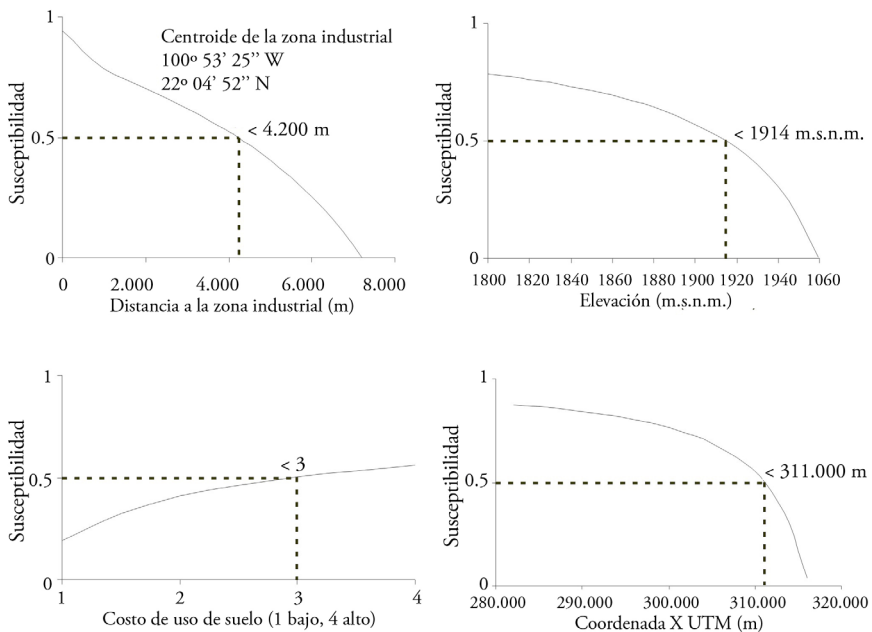 1
Centroide de la zona industrial
100º 53' 25'' W
22º 04' 52'' N
Susceptibilidad
0.5
< 4.200 m
0
0 2.000 4.000 6.000 8.000
Distancia a la zona industrial (m)
1
Susceptibilidad
0.5
< 1914 m.s.n.m.
0
1800 1820 1840 1860 1880 1900 1920 1940 1060
Elevación (m.s.n.m.)
1
Susceptibilidad
0.5
< 3
0
1 2 3 4
Costo de uso de suelo (1 bajo, 4 alto)
1
Susceptibilidad
0.5
< 311.000 m
0
280.000 290.000 300.000 310.000 320.000
Coordenada X UTM (m)